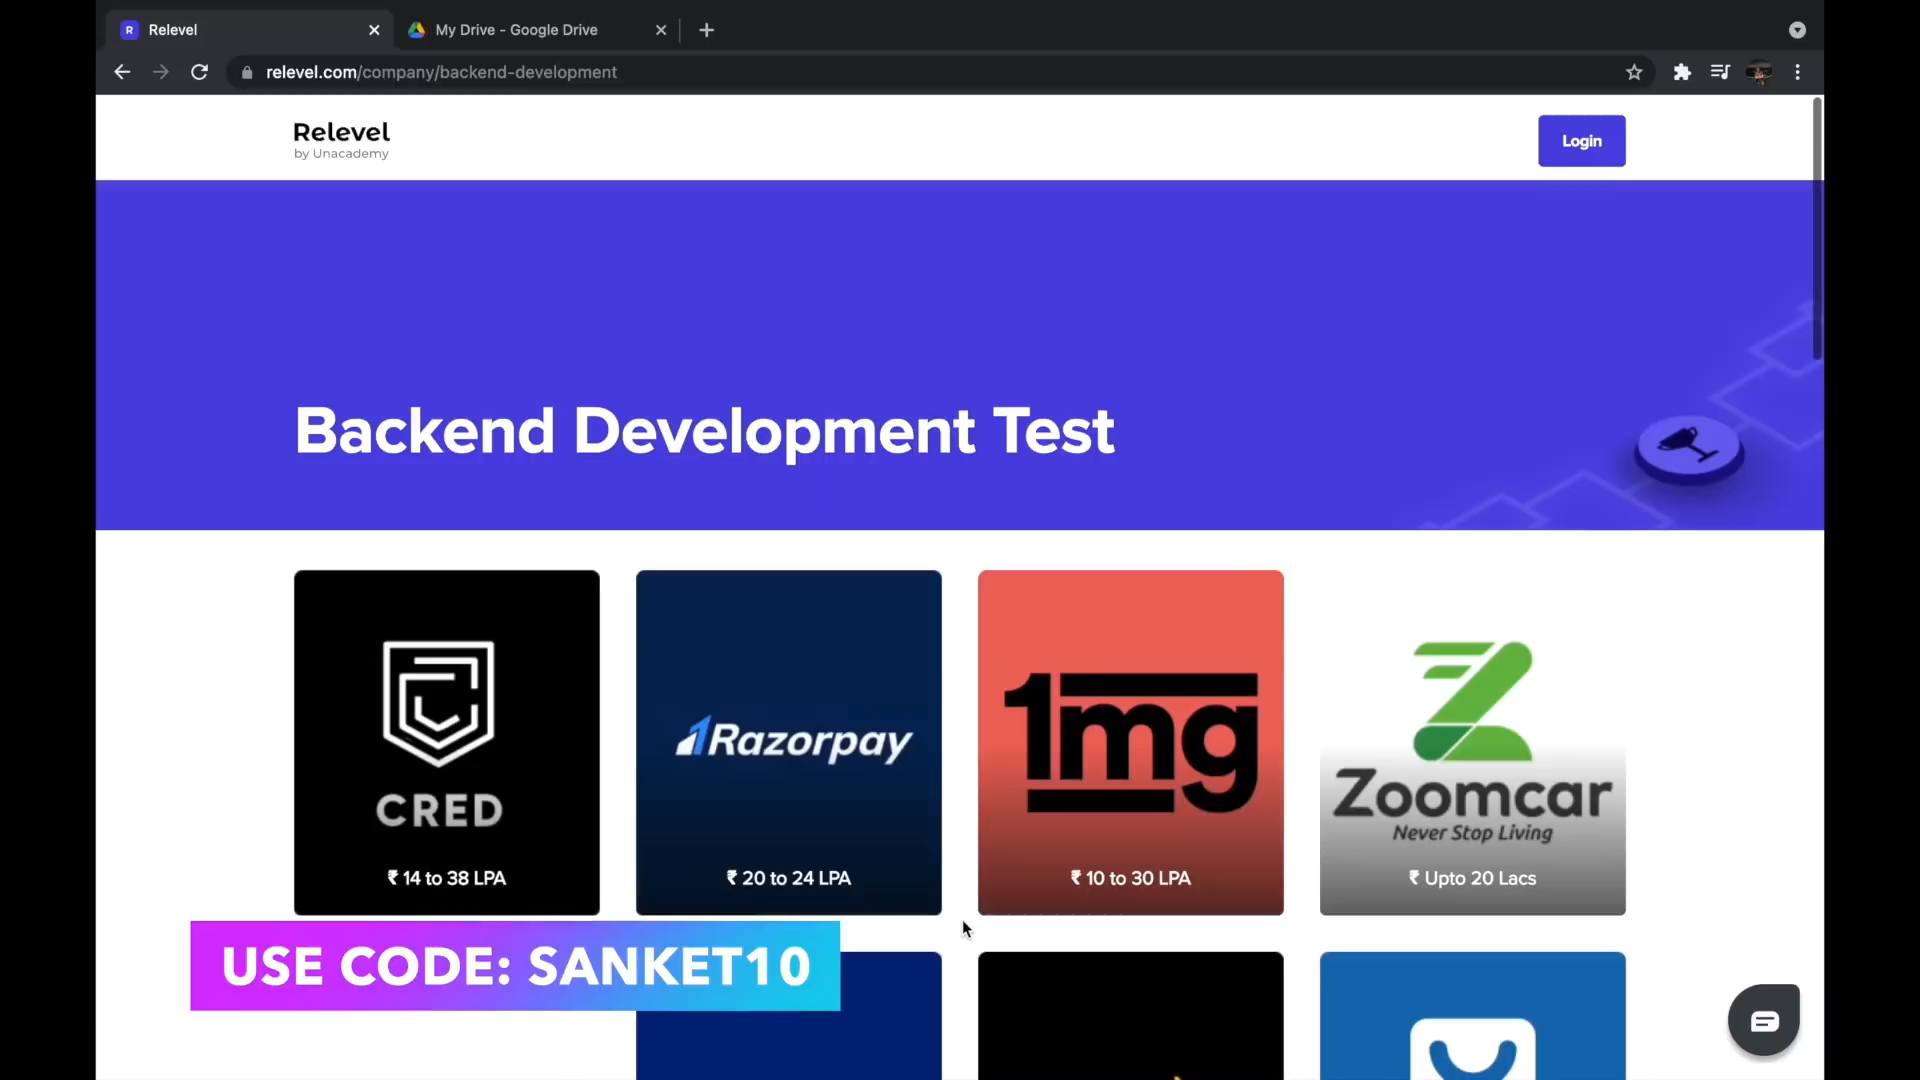 Relevel
My Drive - Google Drive
relevel.com/company/backend-development
Relevel
by Unacademy
Login
Backend Development Test
CRED
₹ 14 to 38 LPA
Razorpay
₹ 20 to 24 LPA
1mg
₹ 10 to 30 LPA
Zoomcar
Never Stop Living
₹ Upto 20 Lacs
USE CODE: SANKET10